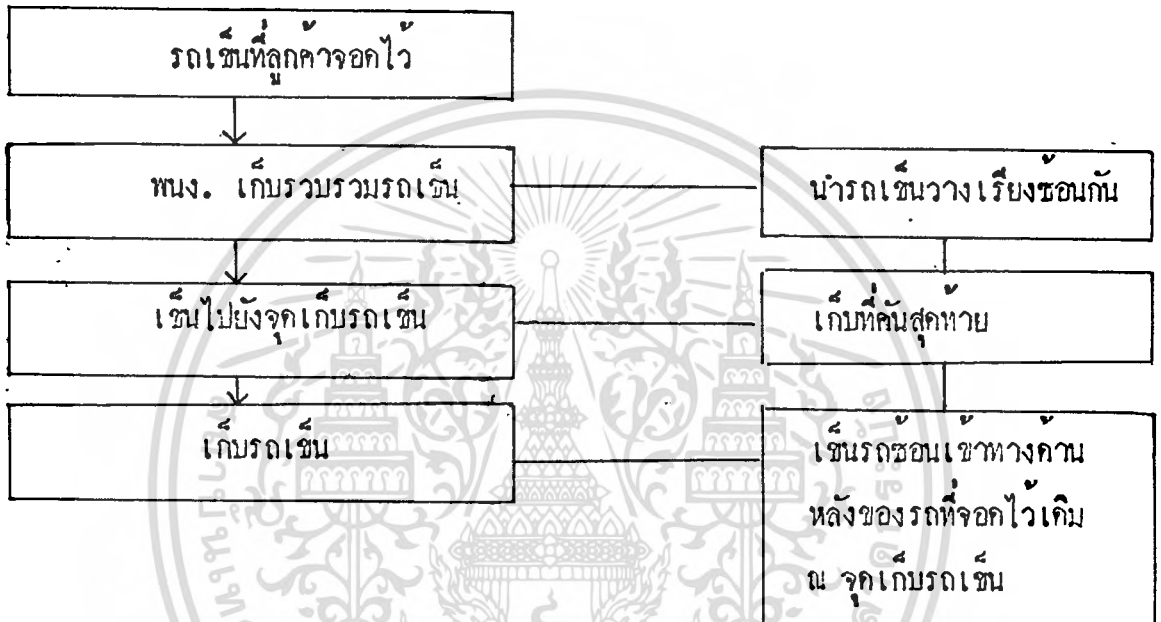 รถเข็นที่ลูกค้าจอดไว้
พนง. เก็บรวบรวมรถเข็น
นำรถเข็นวางเรียงซ้อนกัน
เข็นไปยังจุดเก็บรถเข็น
เก็บที่คันสุดท้าย
เก็บรถเข็น
เข็นรถซ้อนเข้าทางด้าน
หลังของรถที่จอดไว้เดิม
ณ จุดเก็บรถเข็น